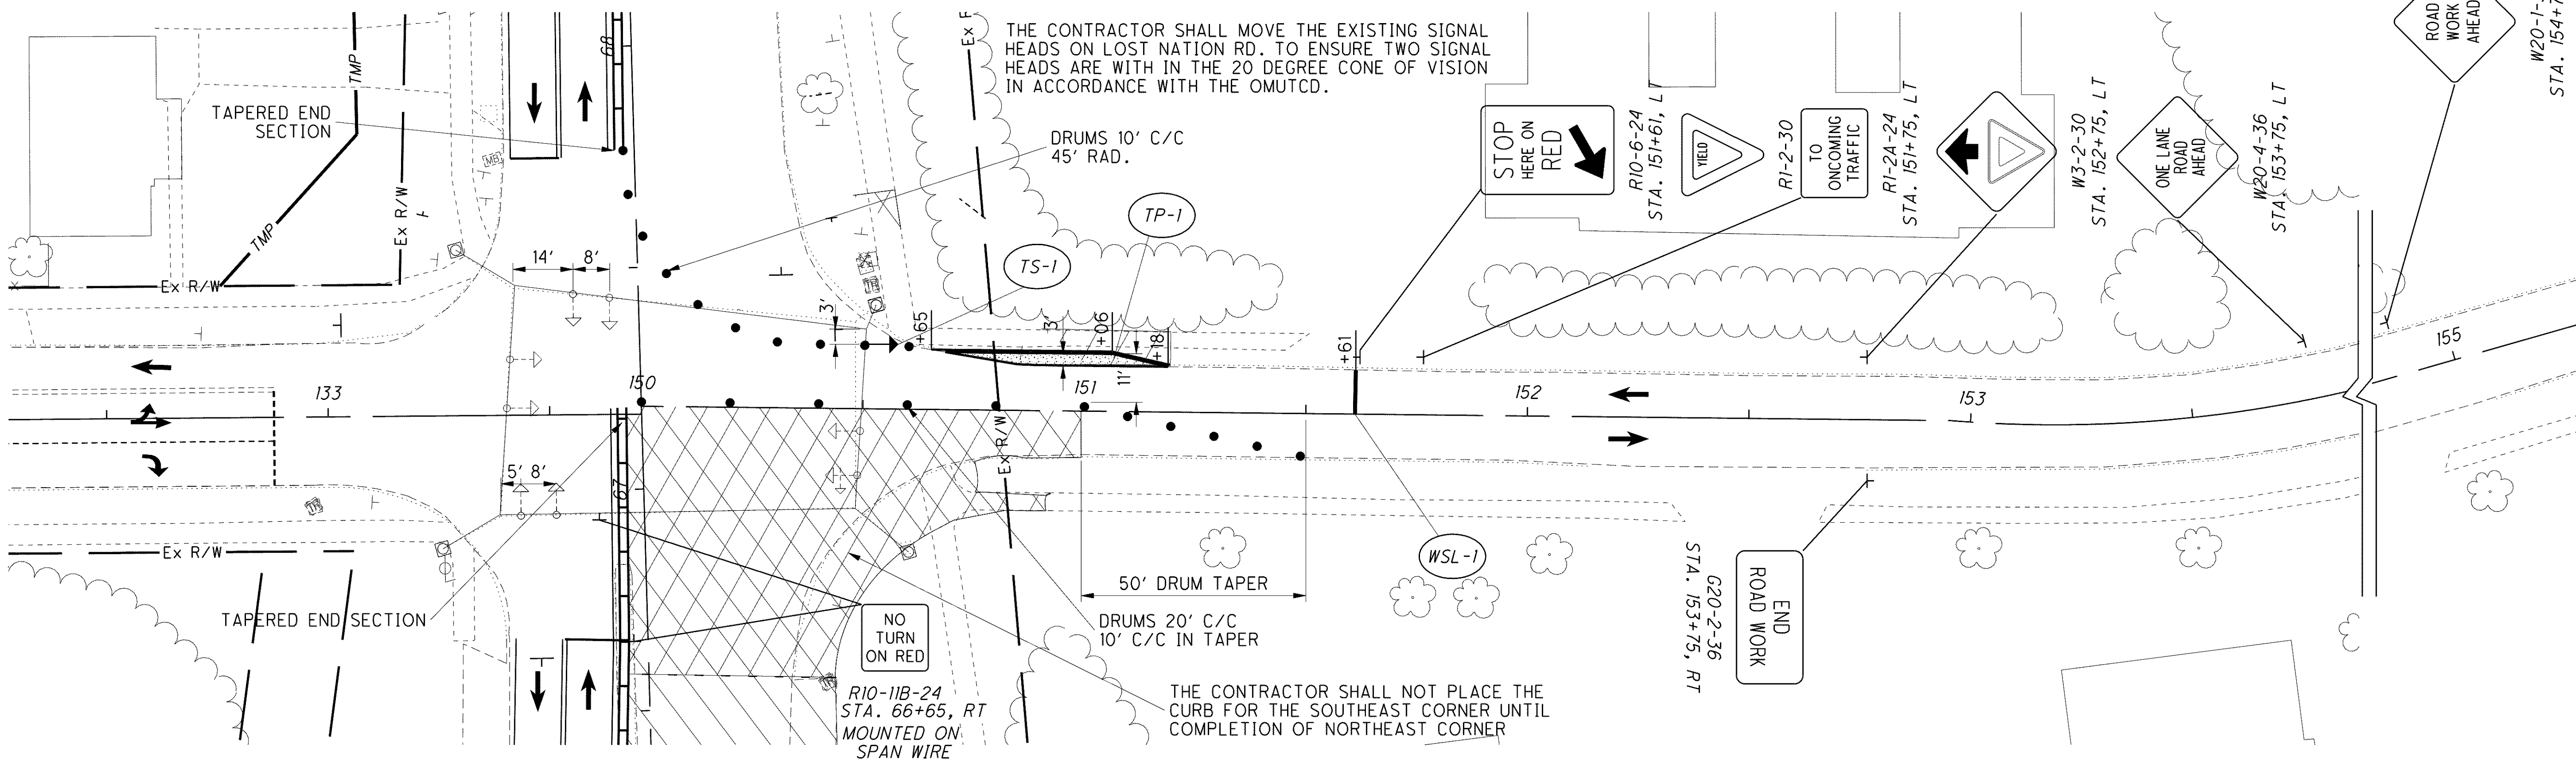 THE CONTRACTOR SHALL MOVE THE EXISTING SIGNAL
HEADS ON LOST NATION RD. TO ENSURE TWO SIGNAL
HEADS ARE WITH IN THE 20 DEGREE CONE OF VISION
IN ACCORDANCE WITH THE OMUTCD.
TAPERED END
SECTION
TMP
TMP
Ex R/W
Ex R/W
68
MB
DRUMS 10' C/C
45' RAD.
TP-1
TS-1
14'
8'
3'
+65
3'
+06
+18
11'
STOP
HERE ON
RED
R10-6-24
STA. 151+61, LT
YIELD
R1-2-30
TO
ONCOMING
TRAFFIC
R1-2A-24
STA. 151+75, LT
W3-2-30
STA. 152+75, LT
ONE LANE
ROAD
AHEAD
W20-4-36
STA. 153+75, LT
ROAD
WORK
AHEAD
W20-1-
STA. 154+7
133
150
151
+61
152
153
155
5'
8'
67
Ex R/W
Ex R/W
TAPERED END SECTION
NO
TURN
ON RED
R10-11B-24
STA. 66+65, RT
MOUNTED ON
SPAN WIRE
50' DRUM TAPER
DRUMS 20' C/C
10' C/C IN TAPER
WSL-1
THE CONTRACTOR SHALL NOT PLACE THE
CURB FOR THE SOUTHEAST CORNER UNTIL
COMPLETION OF NORTHEAST CORNER
END
ROAD WORK
G20-2-36
STA. 153+75, RT